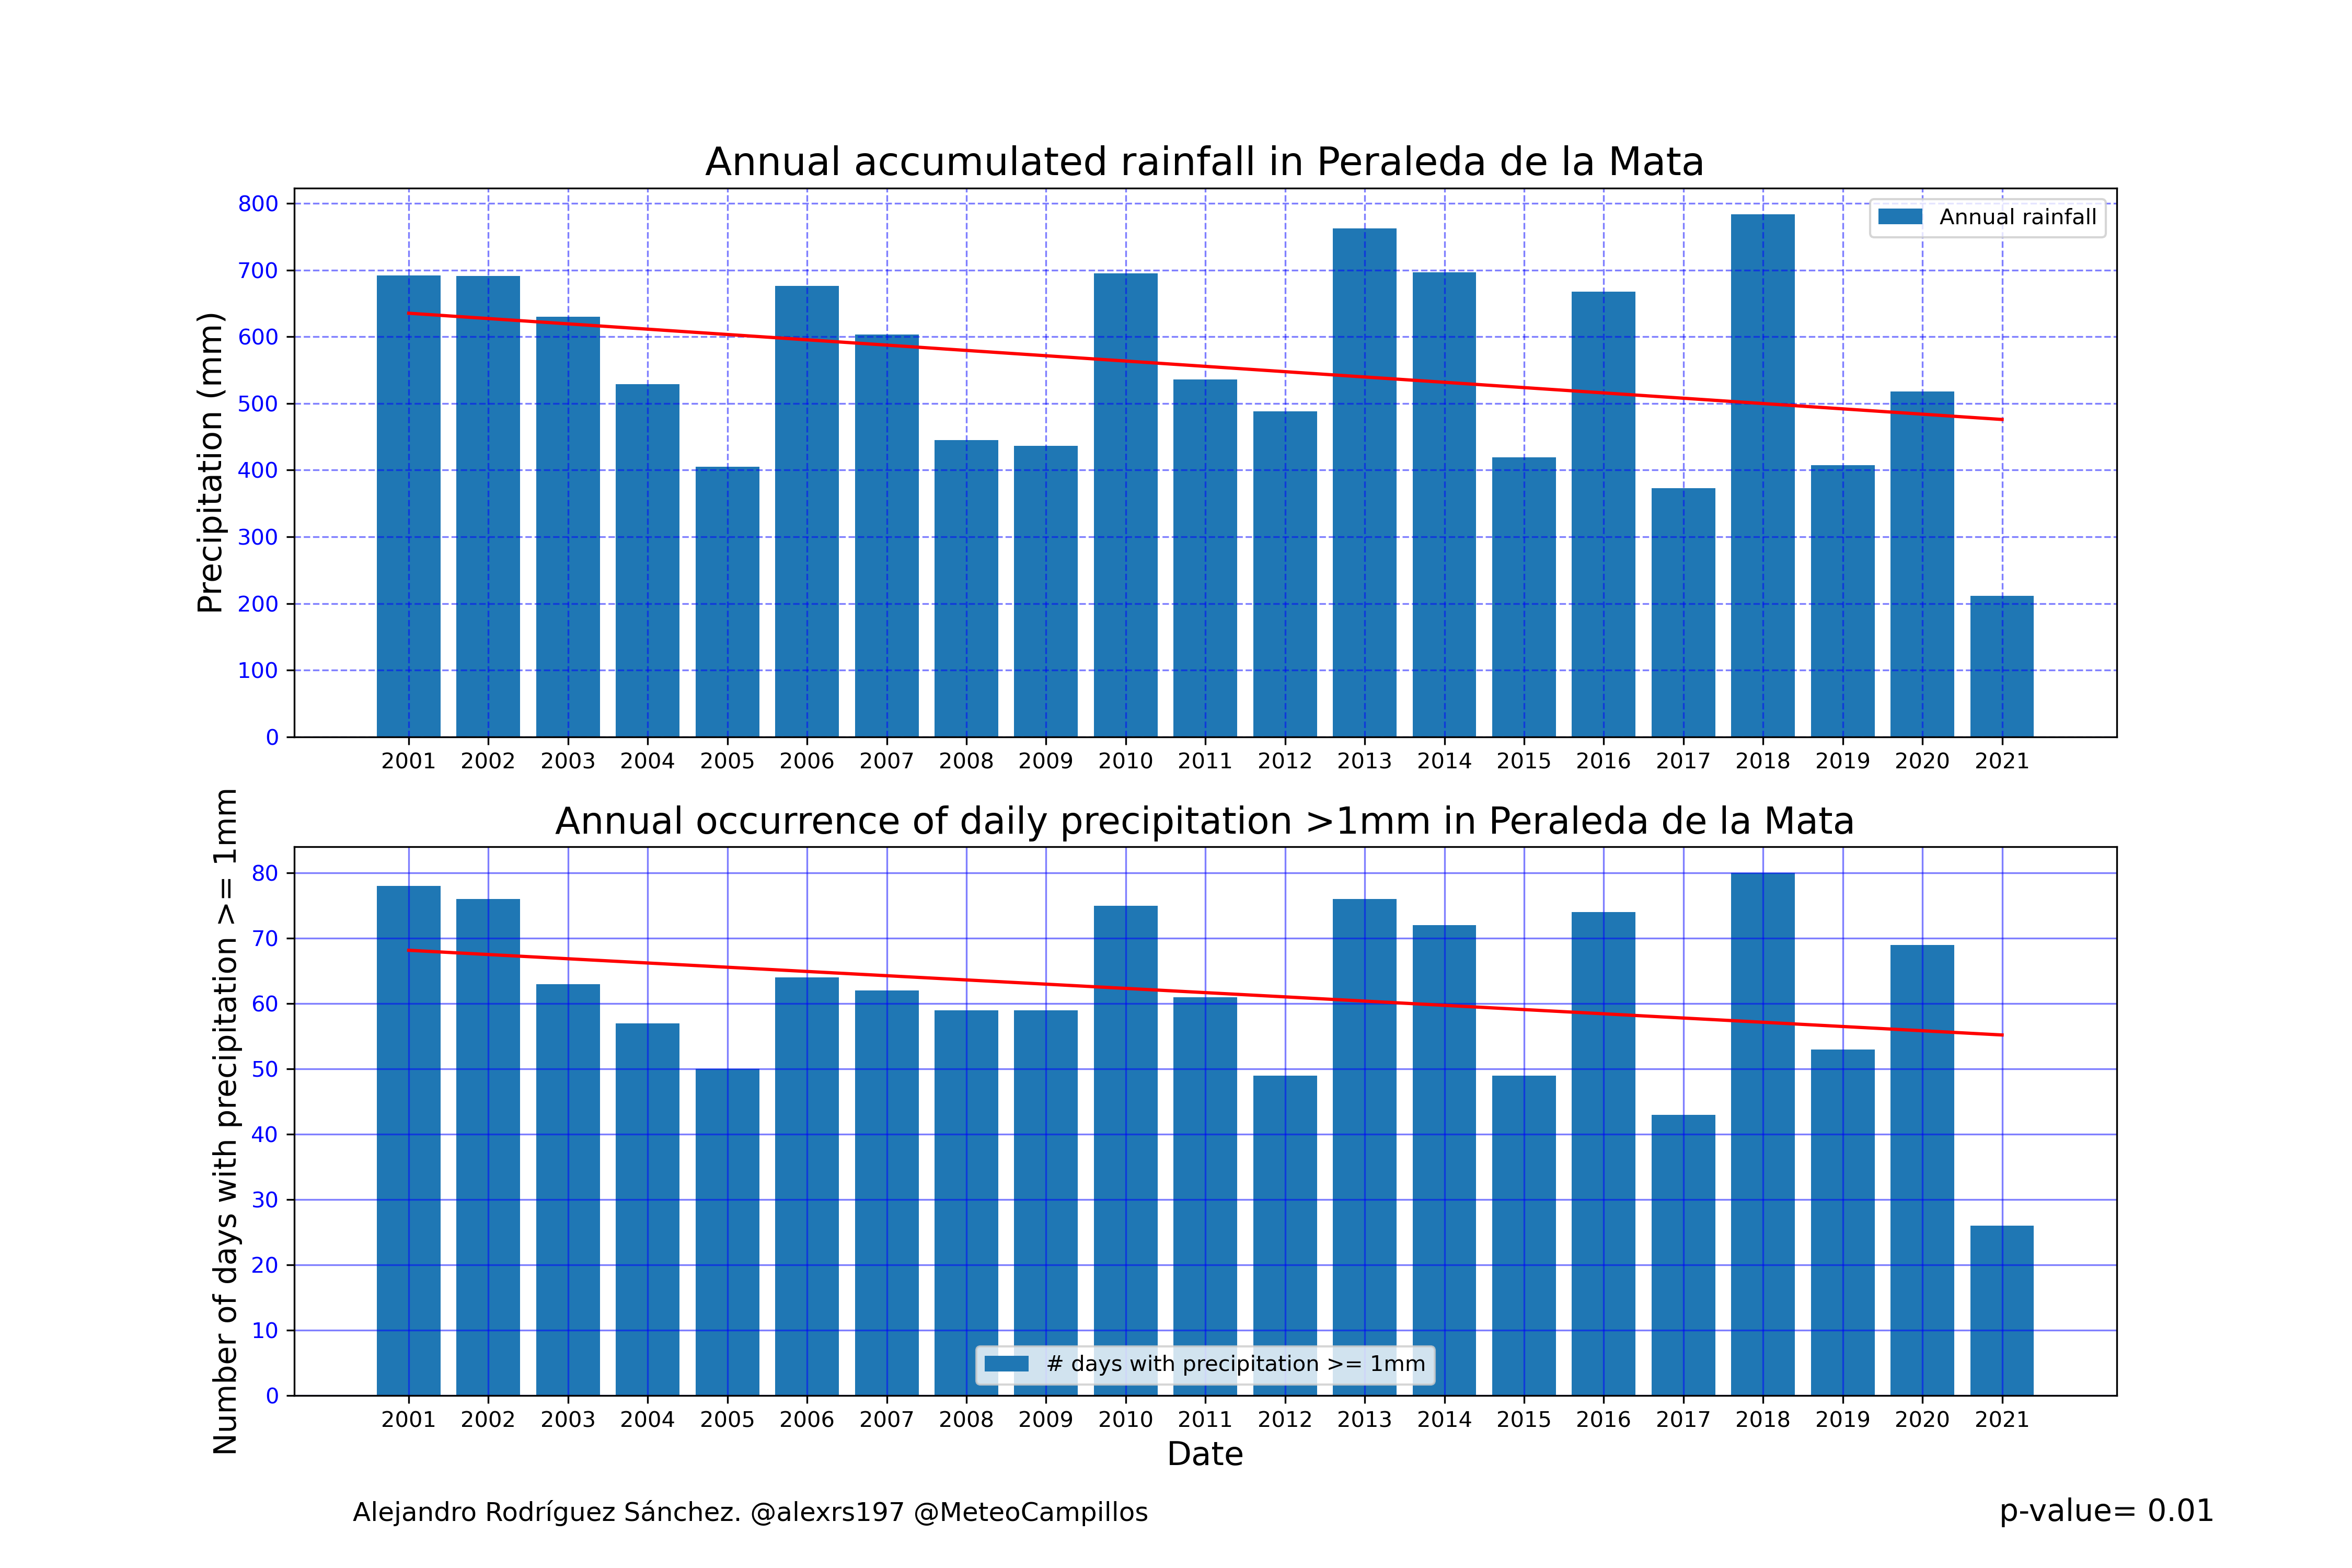 Annual accumulated rainfall in Peraleda de la Mata
Precipitation (mm)
800
700
600
500
400
300
200
100
0
Annual rainfall
2001 2002 2003 2004 2005 2006 2007 2008 2009 2010 2011 2012 2013 2014 2015 2016 2017 2018 2019 2020 2021
Annual occurrence of daily precipitation >1mm in Peraleda de la Mata
Number of days with precipitation >= 1mm
80
70
60
50
40
30
20
10
0
# days with precipitation >= 1mm
2001 2002 2003 2004 2005 2006 2007 2008 2009 2010 2011 2012 2013 2014 2015 2016 2017 2018 2019 2020 2021
Date
Alejandro Rodríguez Sánchez. @alexrs197 @MeteoCampillos
p-value= 0.01